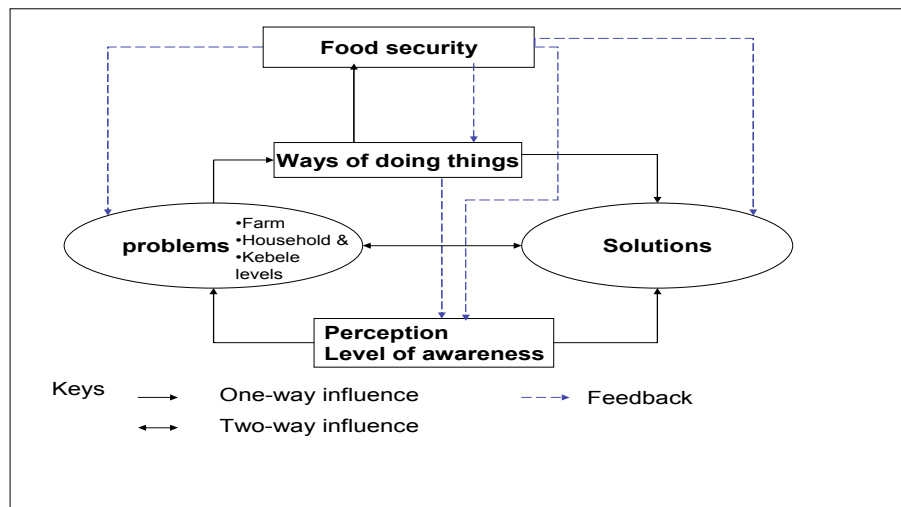 Food security
Ways of doing things
problems
•Farm
•Household &
•Kebele
levels
Solutions
Perception
Level of awareness
Keys
One-way influence
Feedback
Two-way influence